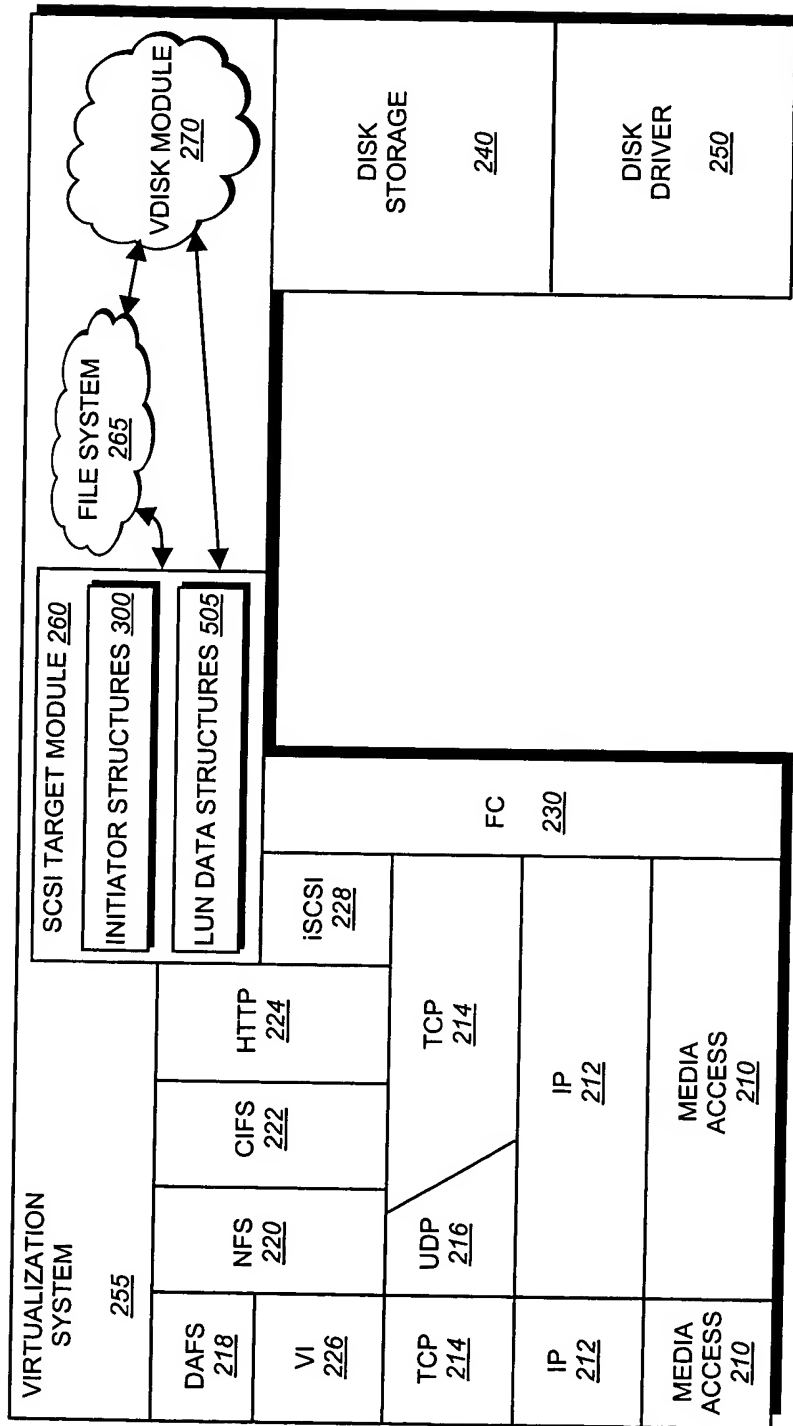 VIRTUALIZATION
SYSTEM
255
SCSI TARGET MODULE 260
INITIATOR STRUCTURES 300
LUN DATA STRUCTURES 505
FILE SYSTEM
265
VDISK MODULE
270
DAFS
218
VI
226
TCP
214
IP
212
MEDIA
ACCESS
210
NFS
220
CIFS
222
HTTP
224
iSCSI
228
UDP
216
TCP
214
IP
212
MEDIA
ACCESS
210
FC
230
DISK
STORAGE
240
DISK
DRIVER
250